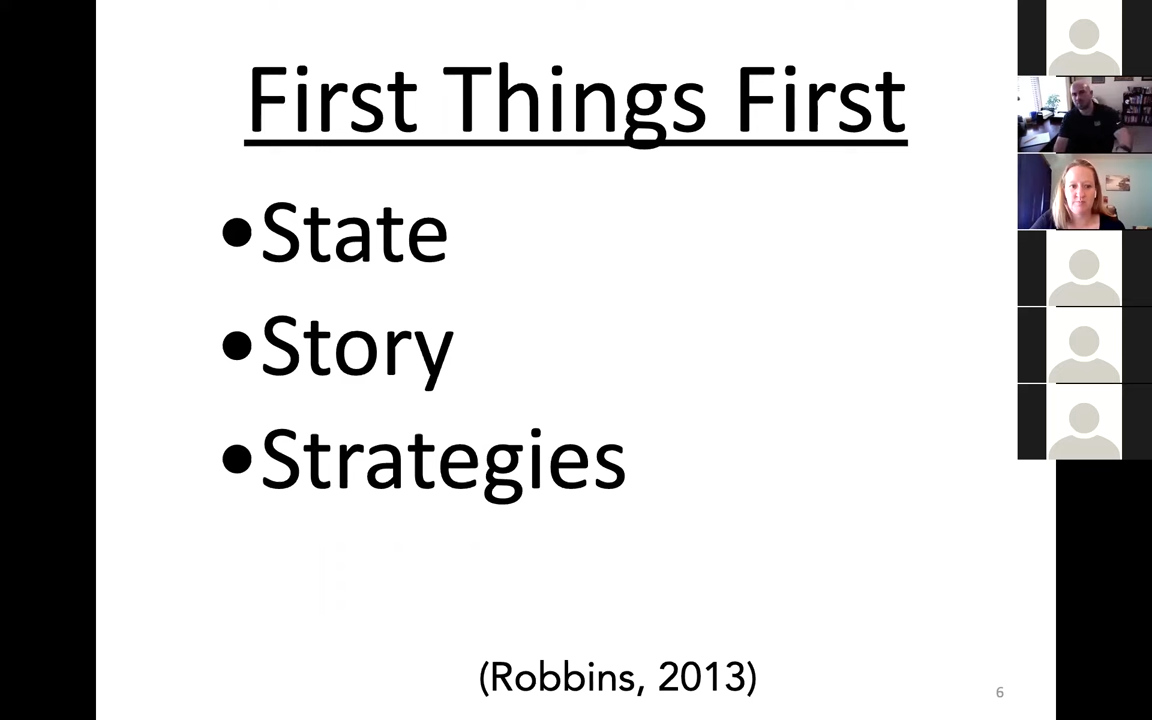 First Things First
•State
•Story
•Strategies
(Robbins, 2013)
6